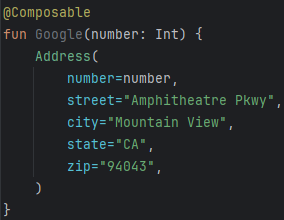 @Composable
fun Google(number: Int) {
    Address(
        number=number,
        street="Amphitheatre Pkwy",
        city="Mountain View",
        state="CA",
        zip="94043",
    )
}